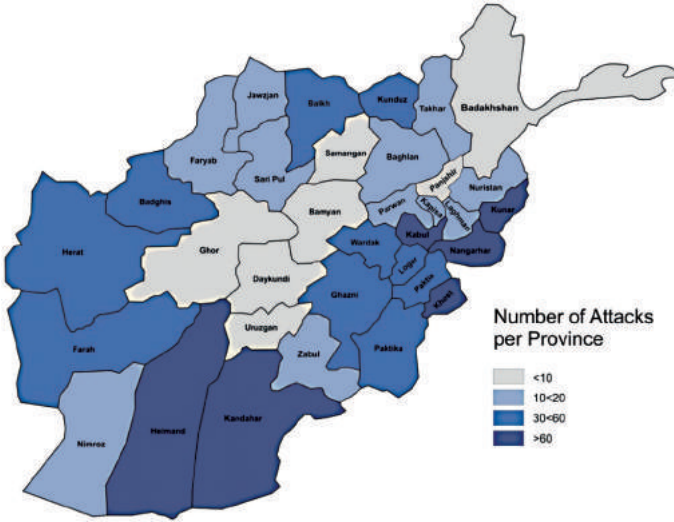 Jawzjan
Balkh
Kunduz
Takhar
Badakhshan
Faryab
Samangan
Baghlan
Sari Pul
Panjshir
Nuristan
Badghis
Bamyan
Parwan
Kapisa
Laghman
Kunar
Kabul
Nangarhar
Ghor
Wardak
Herat
Logar
Daykundi
Paktia
Ghazni
Khost
Uruzgan
Number of Attacks
per Province
Farah
Zabul
Paktika
<10
10<20
30<60
>60
Kandahar
Helmand
Nimroz